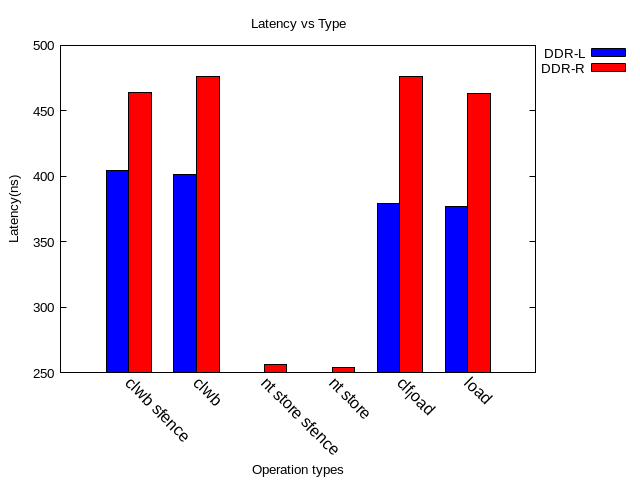 Latency vs Type
DDR-L
DDR-R
500
450
400
350
300
250
Latency(ns)
clwb sfence
clwb
nt store sfence
nt store
load
Operation types